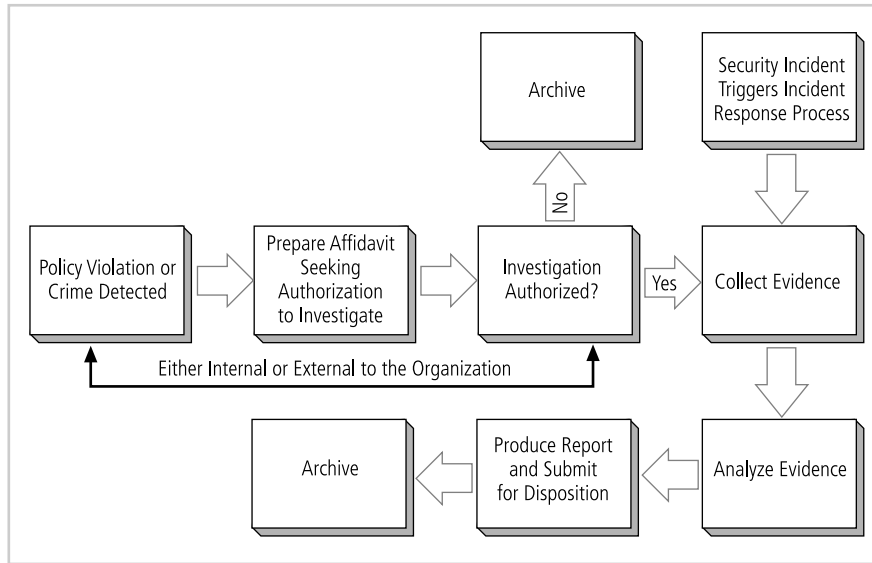 Archive
Security Incident
Triggers Incident
Response Process
No
Policy Violation or
Crime Detected
Prepare Affidavit
Seeking
Authorization
to Investigate
Investigation
Authorized?
Yes
Collect Evidence
Either Internal or External to the Organization
Archive
Produce Report
and Submit
for Disposition
Analyze Evidence